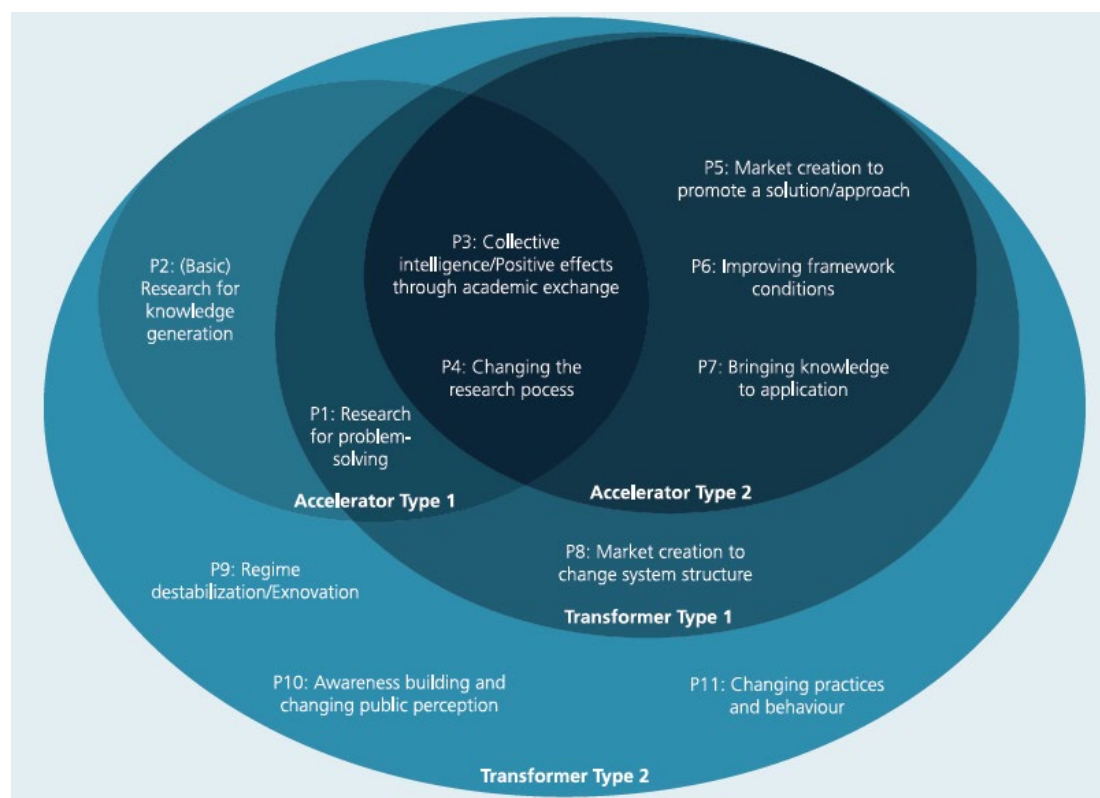 P5: Market creation to
promote a solution/approach
P3: Collective
intelligence/Positive effects
through academic exchange
P2: (Basic)
Research for
knowledge
generation
P6: Improving framework
conditions
P4: Changing the
research pocess
P7: Bringing knowledge
to application
P1: Research
for problem-
solving
Accelerator Type 1
Accelerator Type 2
P8: Market creation to
change system structure
P9: Regime
destabilization/Exnovation
Transformer Type 1
P10: Awareness building and
changing public perception
P11: Changing practices
and behaviour
Transformer Type 2